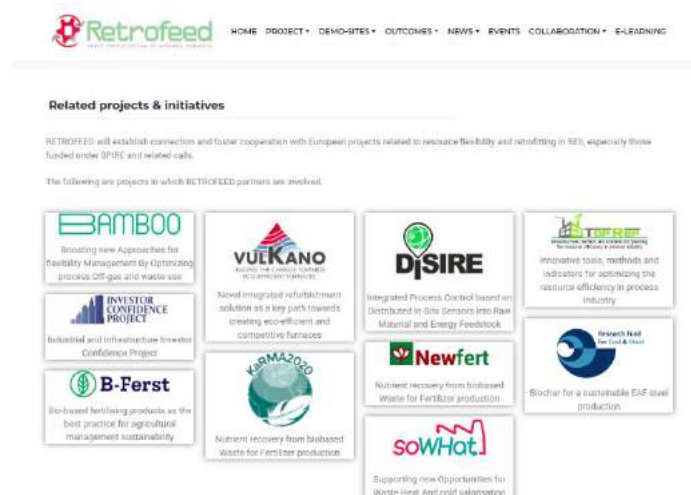 Retrofeed
HOME PROJECT DEMO-SITES OUTCOMES NEWS EVENTS COLLABORATION E-LEARNING
Related projects & initiatives
RETROFEED will establish connection and foster cooperation with European projects related to resource flexibility and retrofitting in REII, especially those
funded under SPIRE and related calls.
The following are projects in which RETROFEED partners are involved.
BAMBOO
Boosting new Approaches for
flexibility Management By Optimizing
process Off-gas and waste use
INVESTOR
CONFIDENCE
PROJECT
Industrial and Infrastructure Investor
Confidence Project
B-Ferst
Bio-based fertilising products as the
best practice for agricultural
management sustainability
VULKANO
Novel integrated refurbishment
solution as a key path towards
creating eco-efficient and
competitive furnaces
KaRMA2020
Nutrient recovery from biobased
Waste for Fertilizer production
DISIRE
Integrated Process Control based on
Distributed In-Situ Sensors into Raw
Material and Energy Feedstock
Newfert
Nutrient recovery from biobased
Waste for Fertilizer production
soWHat
Supporting new Opportunities for
Waste Heat And cold valorisation
TOP-REF
Innovative tools, methods and
indicators for optimizing the
resource efficiency in process
industry
Research Fund
for Coal & Steel
Biochar for a sustainable EAF steel
production